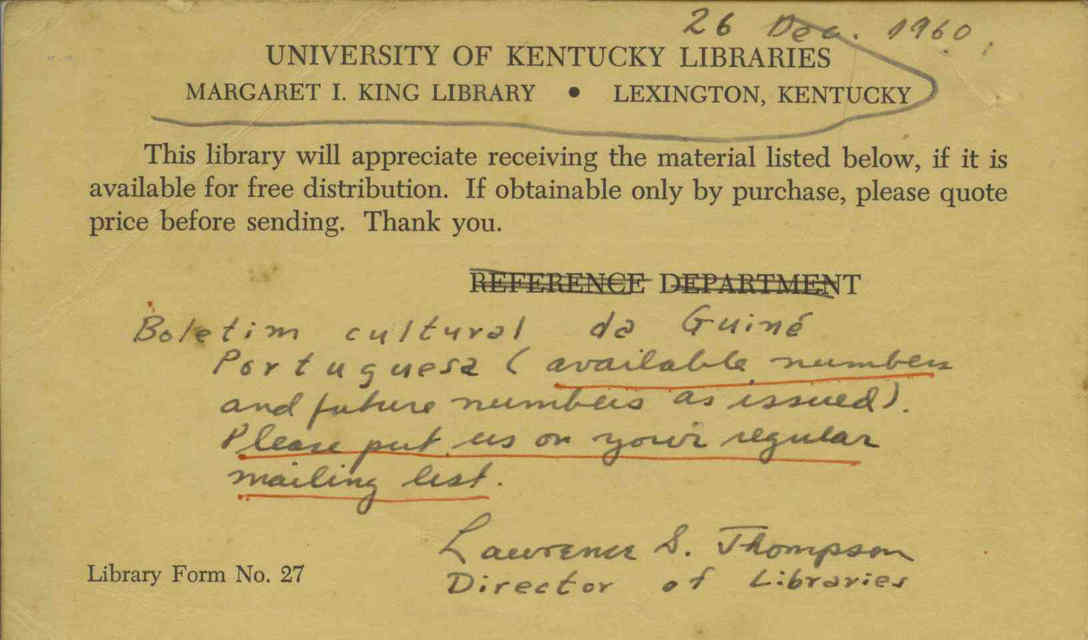 26 Dec. 1960
UNIVERSITY OF KENTUCKY LIBRARIES
MARGARET I. KING LIBRARY • LEXINGTON, KENTUCKY
This library will appreciate receiving the material listed below, if it is
available for free distribution. If obtainable only by purchase, please quote
price before sending. Thank you.
REFERENCE DEPARTMENT
Boletim cultural da Guiné
Portuguesa (available numbers
and future numbers as issued).
Please put us on your regular
mailing list.
Lawrence S. Thompson
Director of Libraries
Library Form No. 27